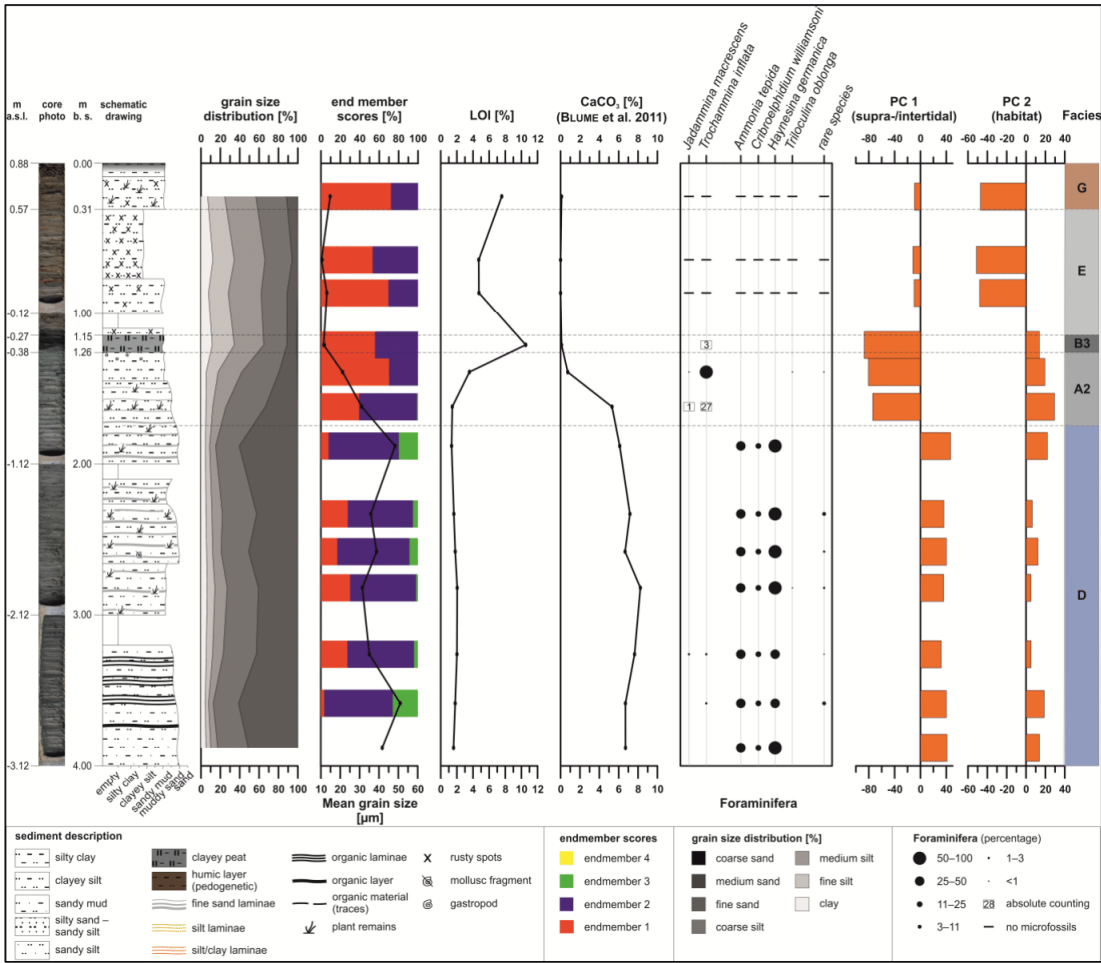 Jadammina macrescens
Trochammina inflata
Ammonia tepida
Cribroelphidium williamsoni
Haynesina germanica
Triloculina oblonga
rare species
m a.s.l.
core photo
m b. s.
schematic drawing
grain size distribution [%]
end member scores [%]
LOI [%]
CaCO₃ [%]
(BLUME et al. 2011)
PC 1
(supra-/intertidal)
PC 2
(habitat)
Facies
0 20 40 60 80 100
0 20 40 60 80 100
0 2 4 6 8 10 12
0 2 4 6 8 10
-80 -40 0 40
-60 -40 -20 0 20 40
0.88
0.57
-0.12
-0.27
-0.38
-1.12
-2.12
-3.12
0.00
0.31
1.00
1.15
1.26
2.00
3.00
4.00
3
1
27
G
E
B3
A2
D
empty
silty clay
clayey silt
sandy mud
muddy sand
sand
0 20 40 60 80 100
0 20 40 60 80 100
0 2 4 6 8 10 12
0 2 4 6 8 10
-80 -40 0 40
-60 -40 -20 0 20 40
Mean grain size
[μm]
Foraminifera
sediment description
silty clay
clayey silt
sandy mud
silty sand –
sandy silt
sandy silt
clayey peat
humic layer
(pedogenetic)
fine sand laminae
silt laminae
silt/clay laminae
organic laminae
organic layer
organic material
(traces)
plant remains
rusty spots
mollusc fragment
gastropod
endmember scores
endmember 4
endmember 3
endmember 2
endmember 1
grain size distribution [%]
coarse sand
medium sand
fine sand
coarse silt
medium silt
fine silt
clay
Foraminifera (percentage)
50–100
25–50
11–25
3–11
1–3
<1
28 absolute counting
no microfossils